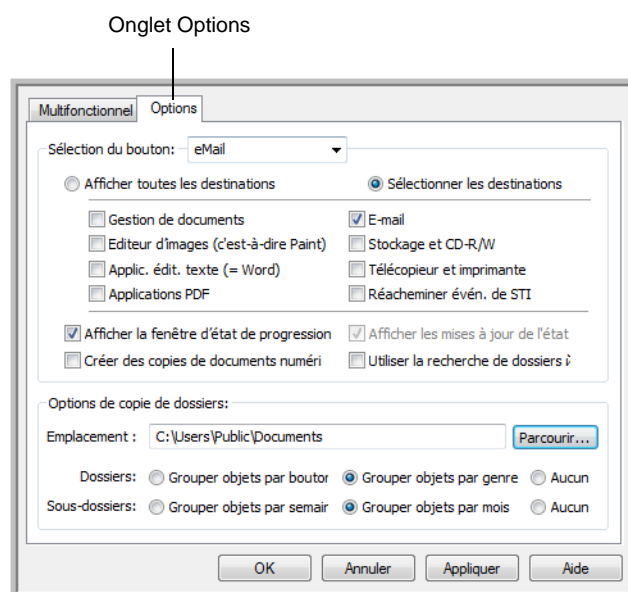 Onglet Options
Multifonctionnel Options
Sélection du bouton: eMail
Afficher toutes les destinations Sélectionner les destinations
Gestion de documents E-mail
Editeur d'images (c'est-à-dire Paint) Stockage et CD-R/W
Applic. édit. texte (= Word) Télécopieur et imprimante
Applications PDF Réacheminer évén. de STI
Afficher la fenêtre d'état de progression Afficher les mises à jour de l'état
Créer des copies de documents numéri Utiliser la recherche de dossiers
Options de copie de dossiers:
Emplacement : C:\Users\Public\Documents Parcourir...
Dossiers: Grouper objets par bouton Grouper objets par genre Aucun
Sous-dossiers: Grouper objets par semair Grouper objets par mois Aucun
OK Annuler Appliquer Aide